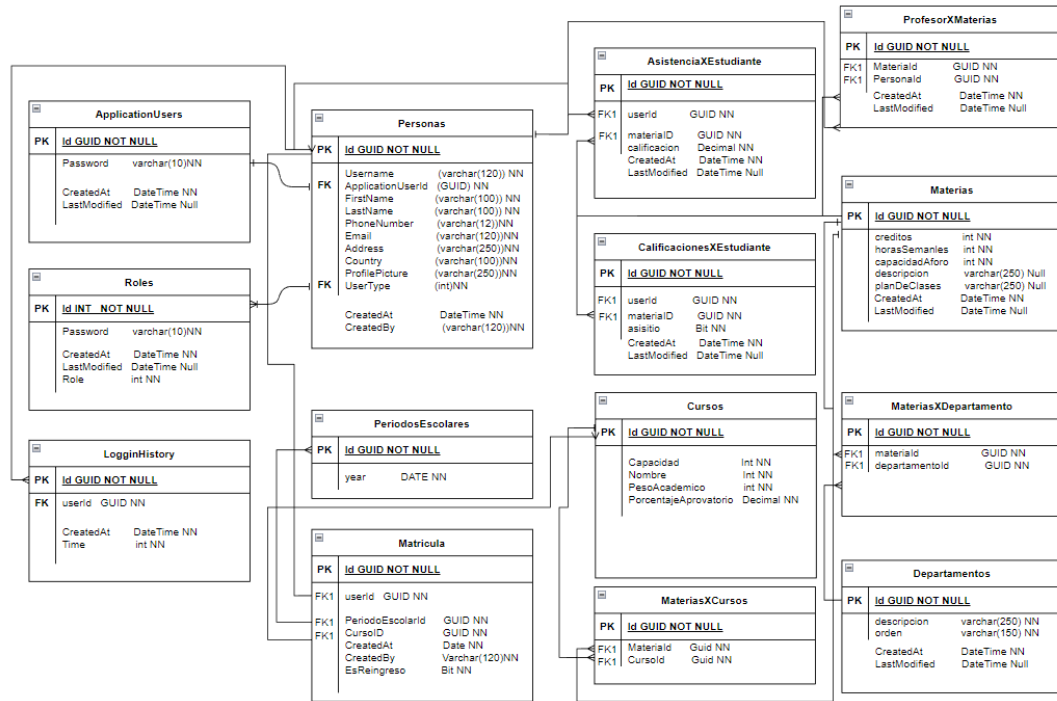 ApplicationUsers
PK Id GUID NOT NULL
Password varchar(10)NN
CreatedAt DateTime NN
LastModified DateTime Null
Roles
PK Id INT NOT NULL
Password varchar(10)NN
CreatedAt DateTime NN
LastModified DateTime Null
Role int NN
LogginHistory
PK Id GUID NOT NULL
FK userId GUID NN
CreatedAt DateTime NN
Time int NN
Personas
PK Id GUID NOT NULL
Username (varchar(120)) NN
FK ApplicationUserId (GUID) NN
FirstName (varchar(100)) NN
LastName (varchar(100)) NN
PhoneNumber (varchar(12))NN
Email (varchar(120))NN
Address (varchar(250))NN
Country (varchar(100))NN
ProfilePicture (varchar(250))NN
FK UserType (int)NN
CreatedAt DateTime NN
CreatedBy (varchar(120))NN
PeriodosEscolares
PK Id GUID NOT NULL
year DATE NN
Matricula
PK Id GUID NOT NULL
FK1 userId GUID NN
FK1 PeriodoEscolarId GUID NN
FK1 CursoID GUID NN
CreatedAt Date NN
CreatedBy Varchar(120)NN
EsReingreso Bit NN
AsistenciaXEstudiante
PK Id GUID NOT NULL
FK1 userId GUID NN
FK1 materiaID GUID NN
calificacion Decimal NN
CreatedAt DateTime NN
LastModified DateTime Null
CalificacionesXEstudiante
PK Id GUID NOT NULL
FK1 userId GUID NN
FK1 materiaID GUID NN
asisitio Bit NN
CreatedAt DateTime NN
LastModified DateTime Null
Cursos
PK Id GUID NOT NULL
Capacidad Int NN
Nombre Int NN
PesoAcademico int NN
PorcentajeAprovatorio Decimal NN
MateriasXCursos
PK Id GUID NOT NULL
FK1 MateriaId Guid NN
FK1 CursoId Guid NN
ProfesorXMaterias
PK Id GUID NOT NULL
FK1 MateriaId GUID NN
FK1 PersonaId GUID NN
CreatedAt DateTime NN
LastModified DateTime Null
Materias
PK Id GUID NOT NULL
creditos int NN
horasSemanles int NN
capacidadAforo int NN
descripcion varchar(250) Null
planDeClases varchar(250) Null
CreatedAt DateTime NN
LastModified DateTime Null
MateriasXDepartamento
PK Id GUID NOT NULL
FK1 materiaId GUID NN
FK1 departamentoId GUID NN
Departamentos
PK Id GUID NOT NULL
descripcion varchar(250) NN
orden varchar(150) NN
CreatedAt DateTime NN
LastModified DateTime Null